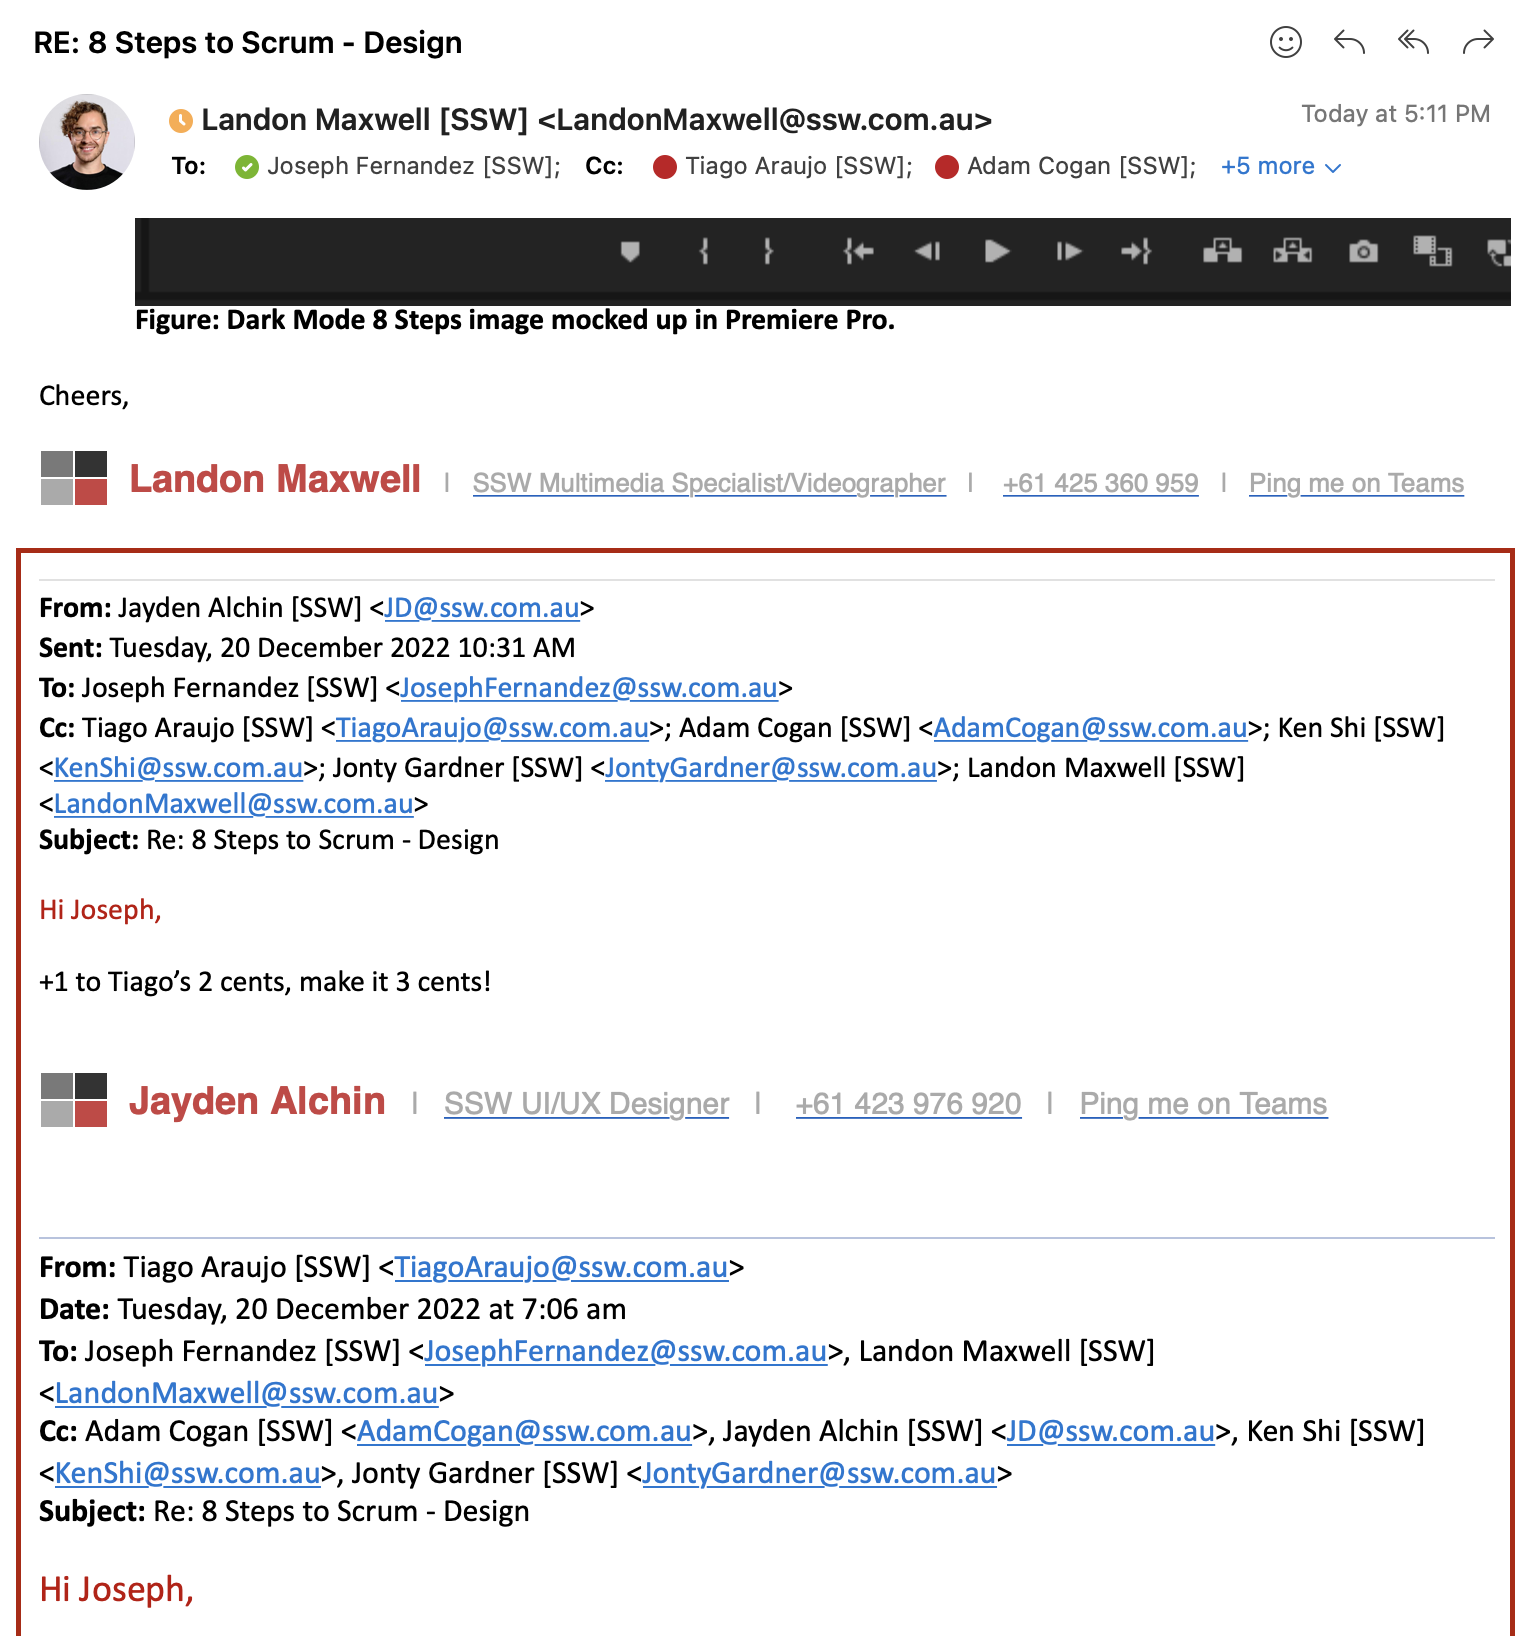 RE: 8 Steps to Scrum - Design
Landon Maxwell [SSW] <LandonMaxwell@ssw.com.au>
Today at 5:11 PM
To: Joseph Fernandez [SSW]; Cc: Tiago Araujo [SSW]; Adam Cogan [SSW]; +5 more
Figure: Dark Mode 8 Steps image mocked up in Premiere Pro.
Cheers,
Landon Maxwell | SSW Multimedia Specialist/Videographer | +61 425 360 959 | Ping me on Teams
From: Jayden Alchin [SSW] <JD@ssw.com.au>
Sent: Tuesday, 20 December 2022 10:31 AM
To: Joseph Fernandez [SSW] <JosephFernandez@ssw.com.au>
Cc: Tiago Araujo [SSW] <TiagoAraujo@ssw.com.au>; Adam Cogan [SSW] <AdamCogan@ssw.com.au>; Ken Shi [SSW]
<KenShi@ssw.com.au>; Jonty Gardner [SSW] <JontyGardner@ssw.com.au>; Landon Maxwell [SSW]
<LandonMaxwell@ssw.com.au>
Subject: Re: 8 Steps to Scrum - Design
Hi Joseph,
+1 to Tiago’s 2 cents, make it 3 cents!
Jayden Alchin | SSW UI/UX Designer | +61 423 976 920 | Ping me on Teams
From: Tiago Araujo [SSW] <TiagoAraujo@ssw.com.au>
Date: Tuesday, 20 December 2022 at 7:06 am
To: Joseph Fernandez [SSW] <JosephFernandez@ssw.com.au>, Landon Maxwell [SSW]
<LandonMaxwell@ssw.com.au>
Cc: Adam Cogan [SSW] <AdamCogan@ssw.com.au>, Jayden Alchin [SSW] <JD@ssw.com.au>, Ken Shi [SSW]
<KenShi@ssw.com.au>, Jonty Gardner [SSW] <JontyGardner@ssw.com.au>
Subject: Re: 8 Steps to Scrum - Design
Hi Joseph,